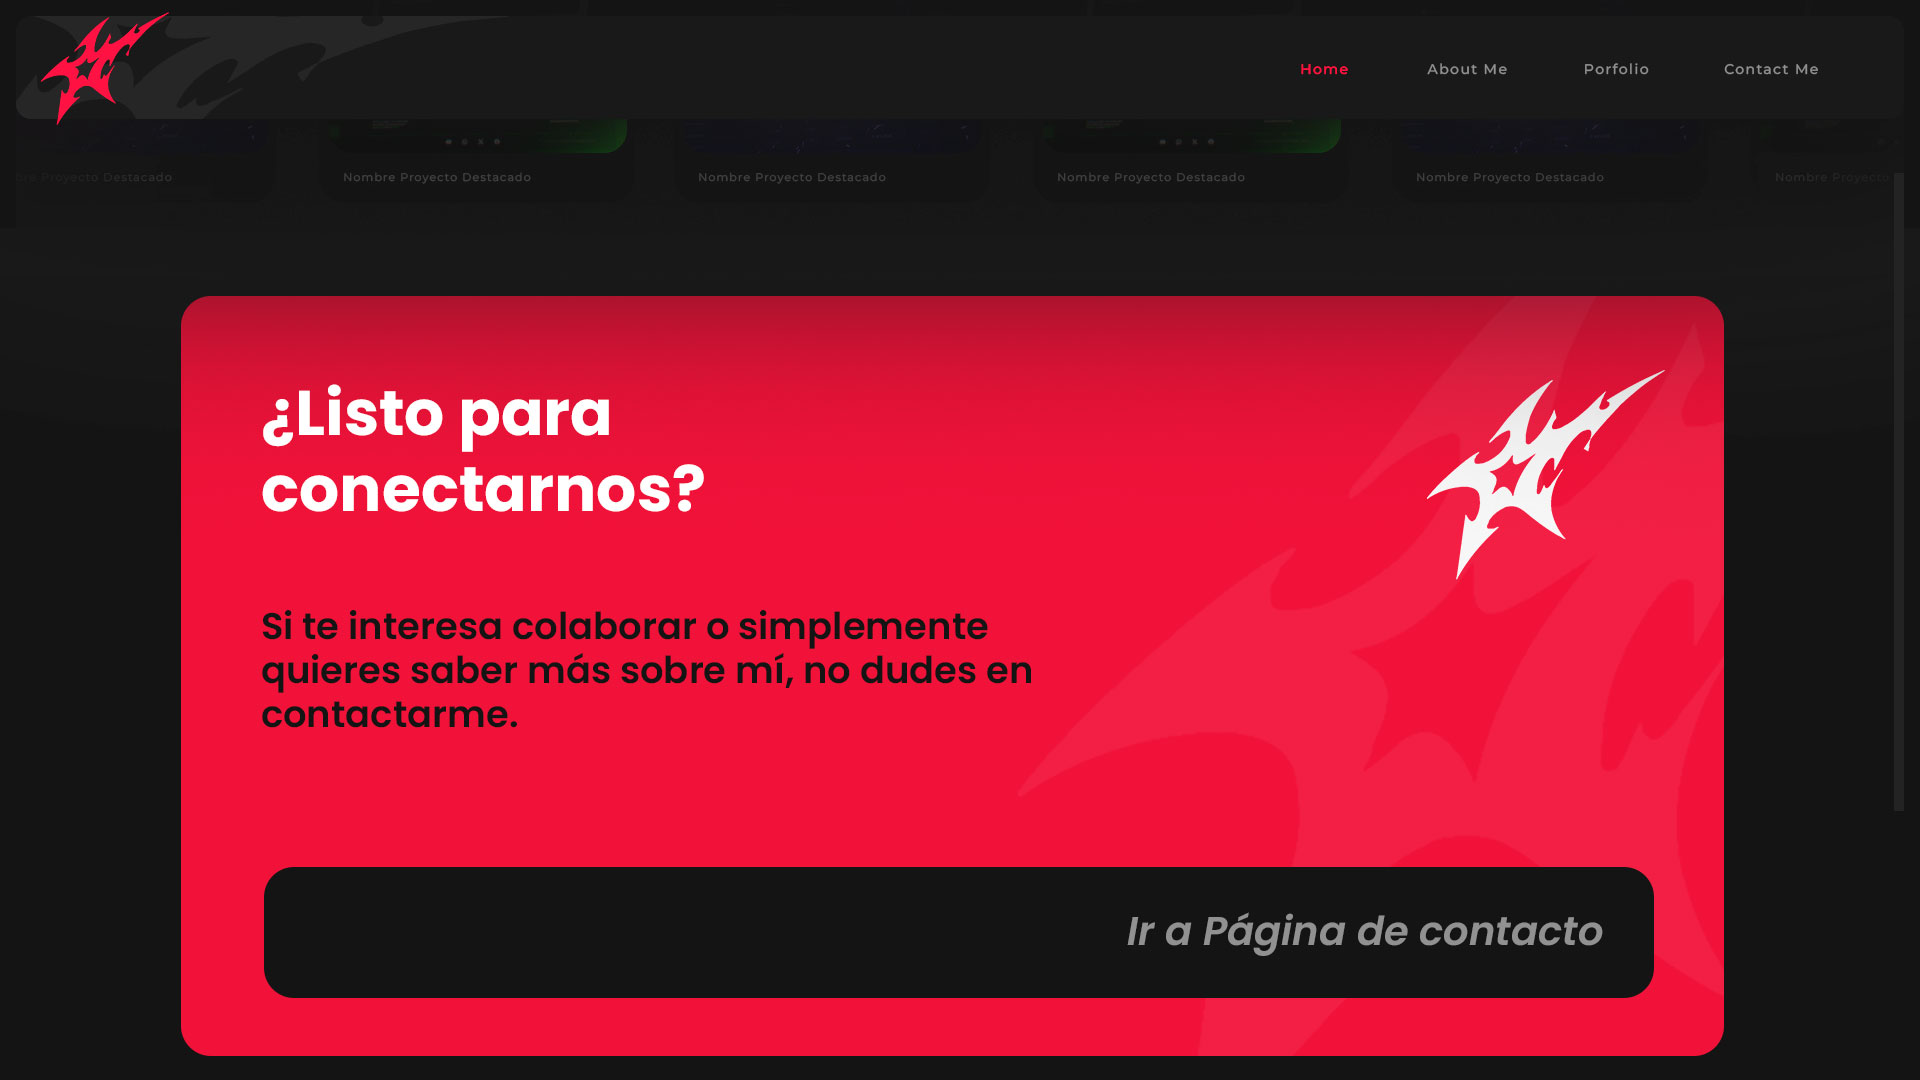 Home About Me Porfolio Contact Me
bre Proyecto Destacado Nombre Proyecto Destacado Nombre Proyecto Destacado Nombre Proyecto Destacado Nombre Proyecto Destacado Nombre Proyecto
¿Listo para
conectarnos?
Si te interesa colaborar o simplemente
quieres saber más sobre mí, no dudes en
contactarme.
Ir a Página de contacto